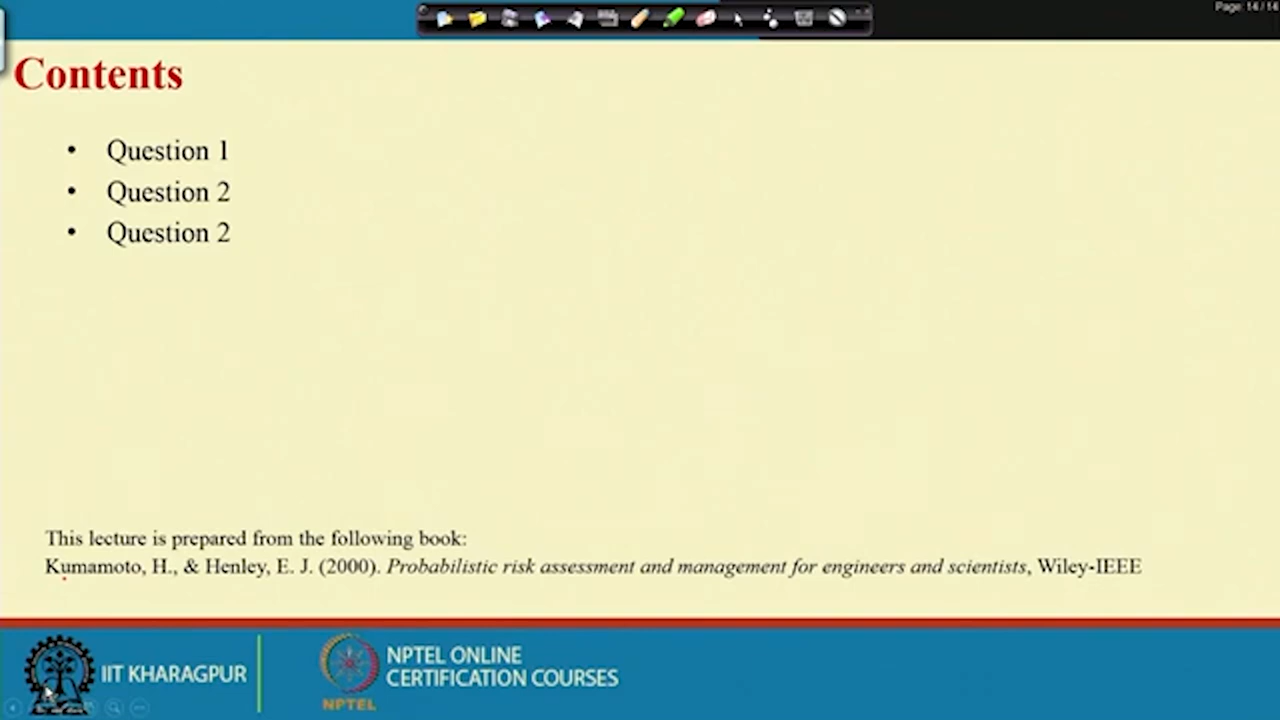 Page: 14 / 14
Contents
• Question 1
• Question 2
• Question 2
This lecture is prepared from the following book:
Kumamoto, H., & Henley, E. J. (2000). Probabilistic risk assessment and management for engineers and scientists, Wiley-IEEE
IIT KHARAGPUR
NPTEL ONLINE
CERTIFICATION COURSES
NPTEL